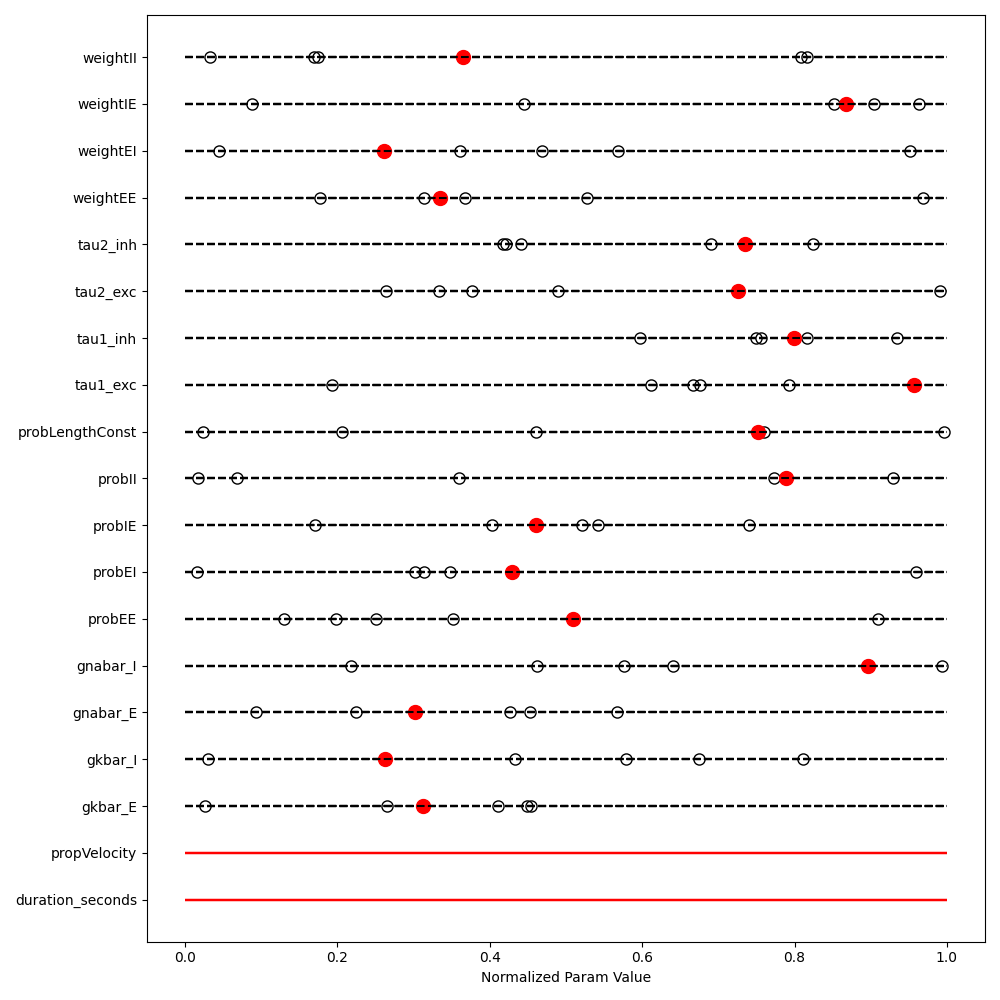 weightII
weightIE
weightEI
weightEE
tau2_inh
tau2_exc
tau1_inh
tau1_exc
probLengthConst
probII
probIE
probEI
probEE
gnabar_I
gnabar_E
gkbar_I
gkbar_E
propVelocity
duration_seconds
0.0 0.2 0.4 0.6 0.8 1.0
Normalized Param Value